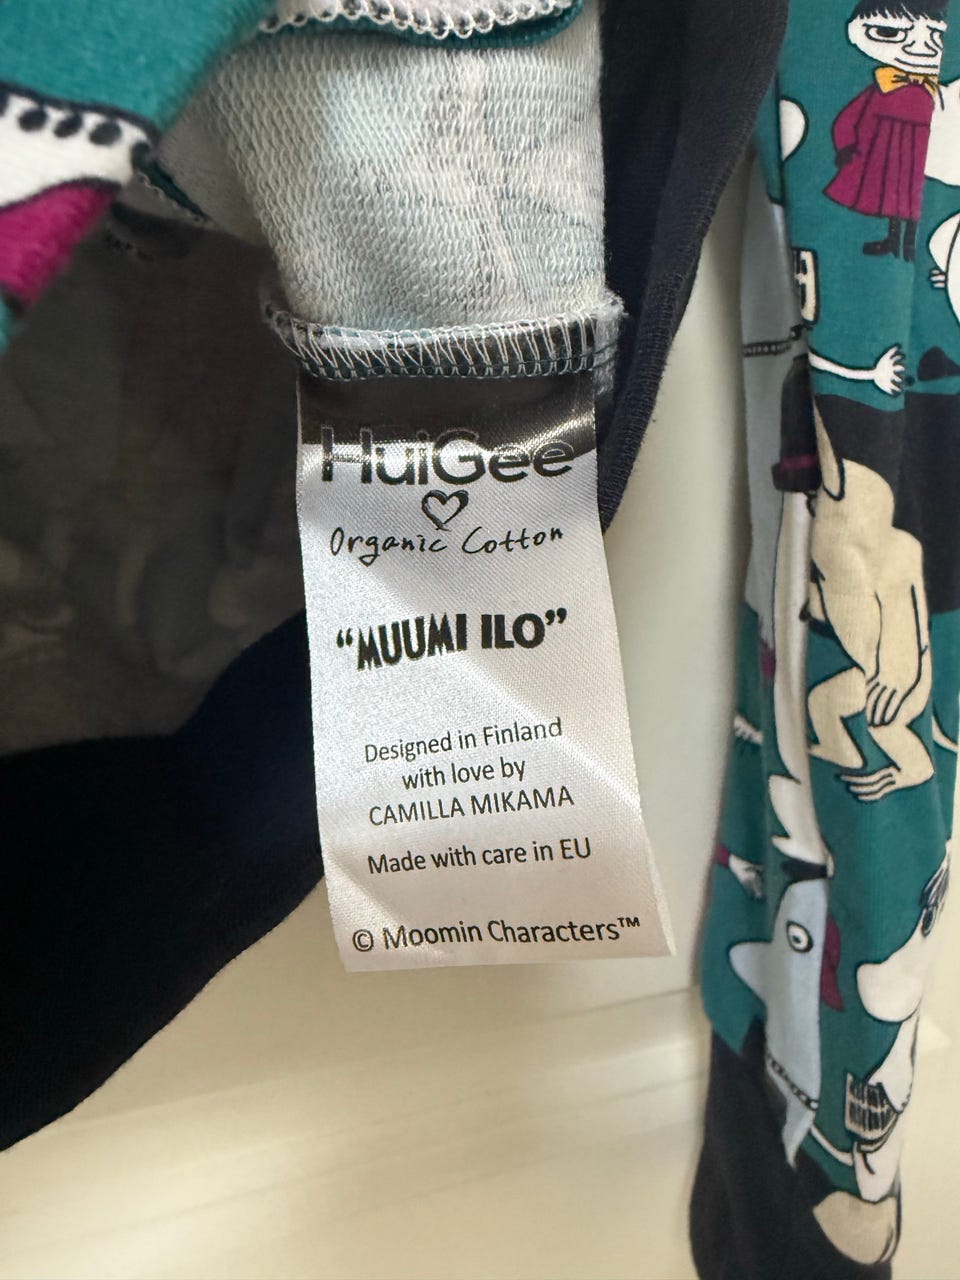 HuiGee
Organic Cotton
“MUUMI ILO”
Designed in Finland
with love by
CAMILLA MIKAMA
Made with care in EU
© Moomin Characters™